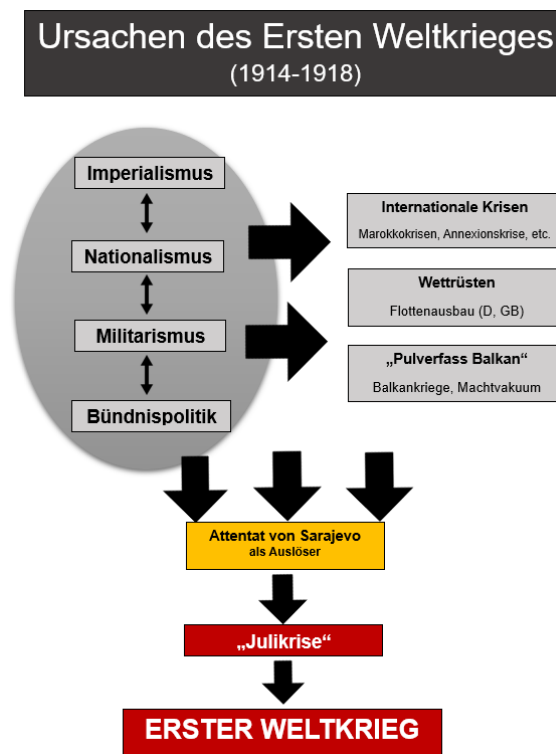 Ursachen des Ersten Weltkrieges
(1914-1918)
Imperialismus
Nationalismus
Militarismus
Bündnispolitik
Internationale Krisen
Marokkokrisen, Annexionskrise, etc.
Wettrüsten
Flottenausbau (D, GB)
„Pulverfass Balkan“
Balkankriege, Machtvakuum
Attentat von Sarajevo
als Auslöser
„Julikrise“
ERSTER WELTKRIEG